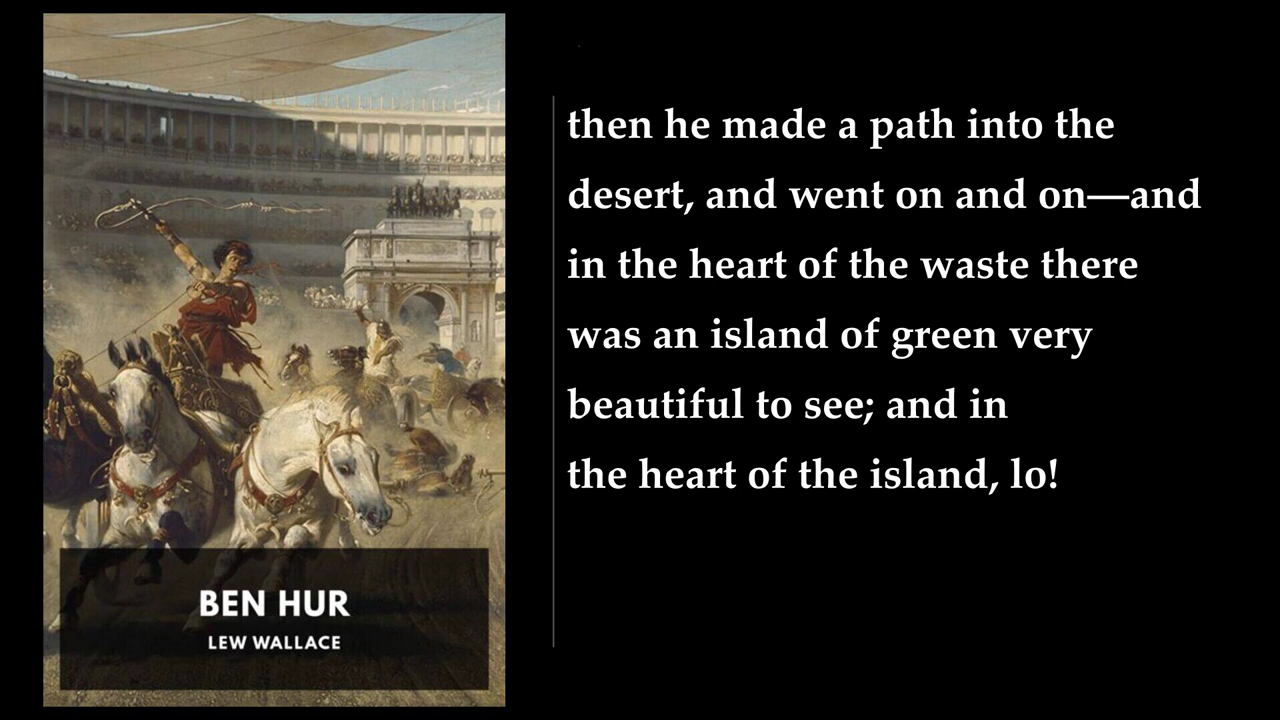 BEN HUR
LEW WALLACE
then he made a path into the
desert, and went on and on—and
in the heart of the waste there
was an island of green very
beautiful to see; and in
the heart of the island, lo!